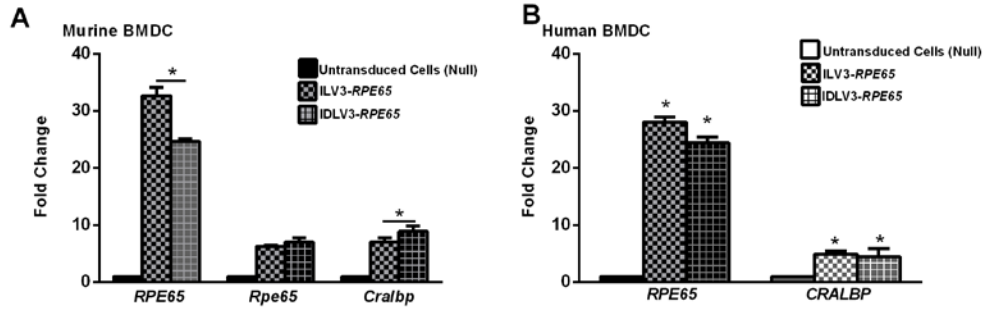 A
Murine BMDC
Fold Change
40
30
20
10
0
*
*
Untransduced Cells (Null)
ILV3-RPE65
IDLV3-RPE65
RPE65
Rpe65
Cralbp
B
Human BMDC
Fold Change
40
30
20
10
0
*
*
*
*
Untransduced Cells (Null)
ILV3-RPE65
IDLV3-RPE65
RPE65
CRALBP